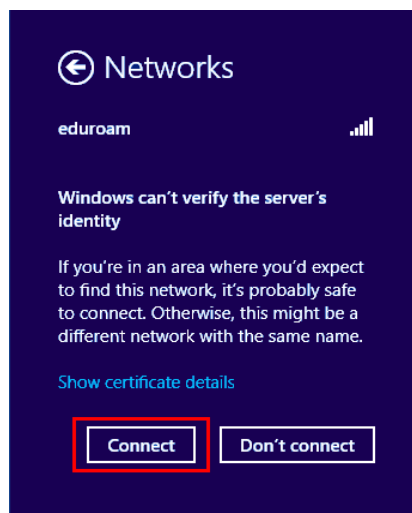 Networks
eduroam
Windows can't verify the server's
identity
If you're in an area where you'd expect
to find this network, it's probably safe
to connect. Otherwise, this might be a
different network with the same name.
Show certificate details
Connect Don't connect